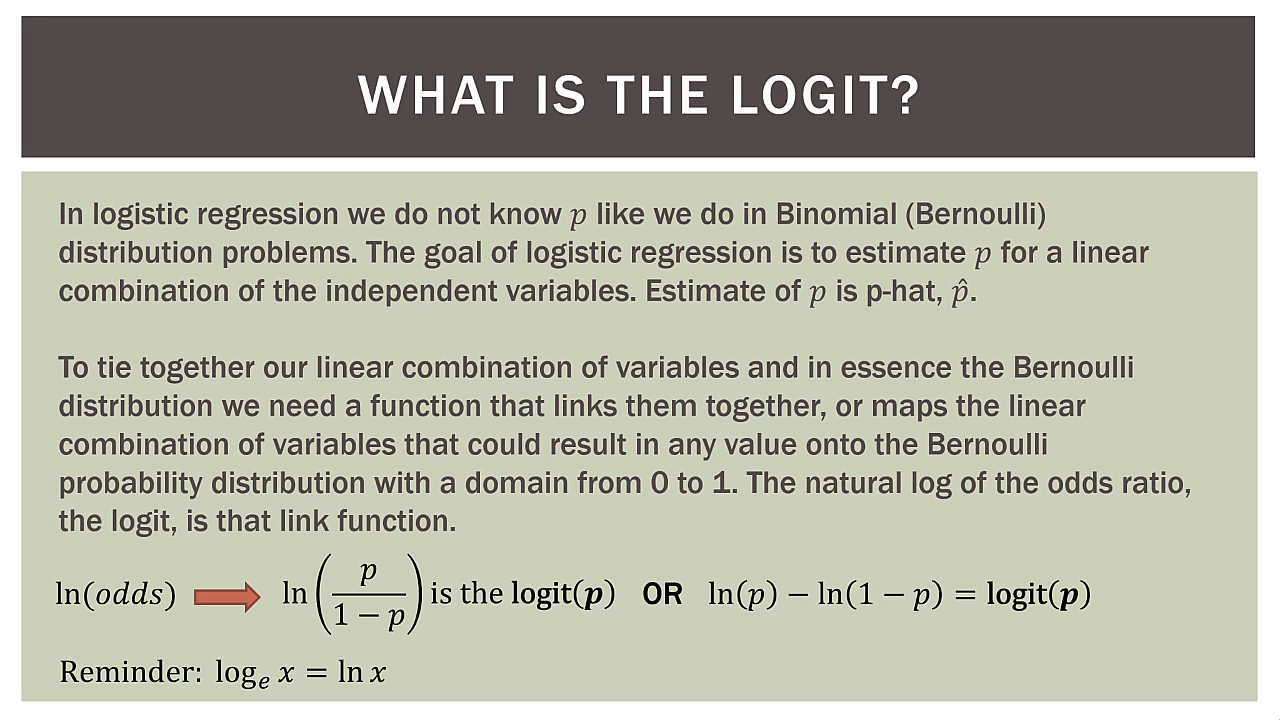 WHAT IS THE LOGIT?
In logistic regression we do not know p like we do in Binomial (Bernoulli)
distribution problems. The goal of logistic regression is to estimate p for a linear
combination of the independent variables. Estimate of p is p-hat, p̂.
To tie together our linear combination of variables and in essence the Bernoulli
distribution we need a function that links them together, or maps the linear
combination of variables that could result in any value onto the Bernoulli
probability distribution with a domain from 0 to 1. The natural log of the odds ratio,
the logit, is that link function.
ln(odds) ln(p/(1 − p)) is the logit(p) OR ln(p) − ln(1 − p) = logit(p)
Reminder: logₑ x = ln x